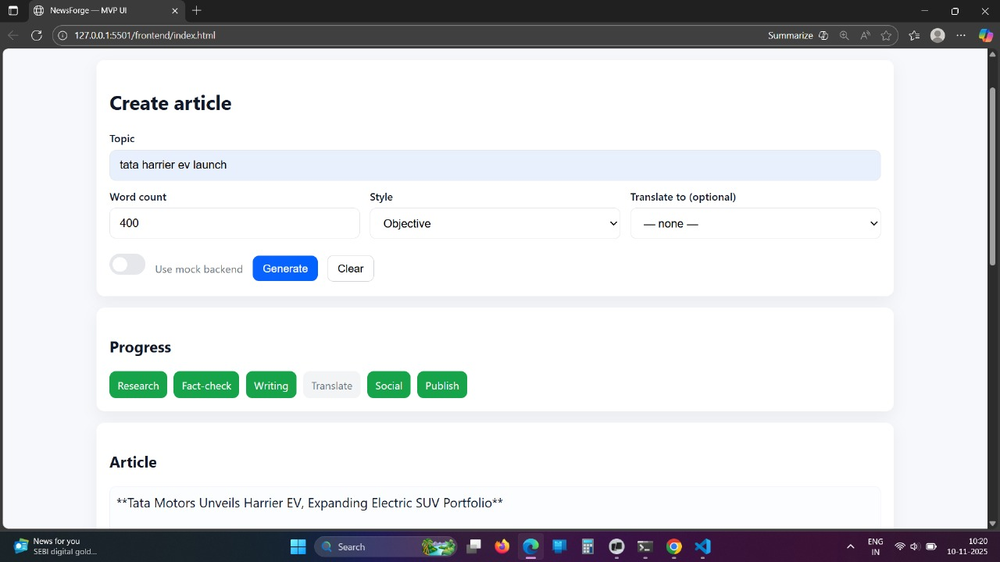 NewsForge — MVP UI
127.0.0.1:5501/frontend/index.html
Summarize
Create article
Topic
tata harrier ev launch
Word count Style Translate to (optional)
400 Objective — none —
Use mock backend Generate Clear
Progress
Research Fact-check Writing Translate Social Publish
Article
**Tata Motors Unveils Harrier EV, Expanding Electric SUV Portfolio**
News for you
SEBI digital gold...
Search
ENG
IN
10:20
10-11-2025